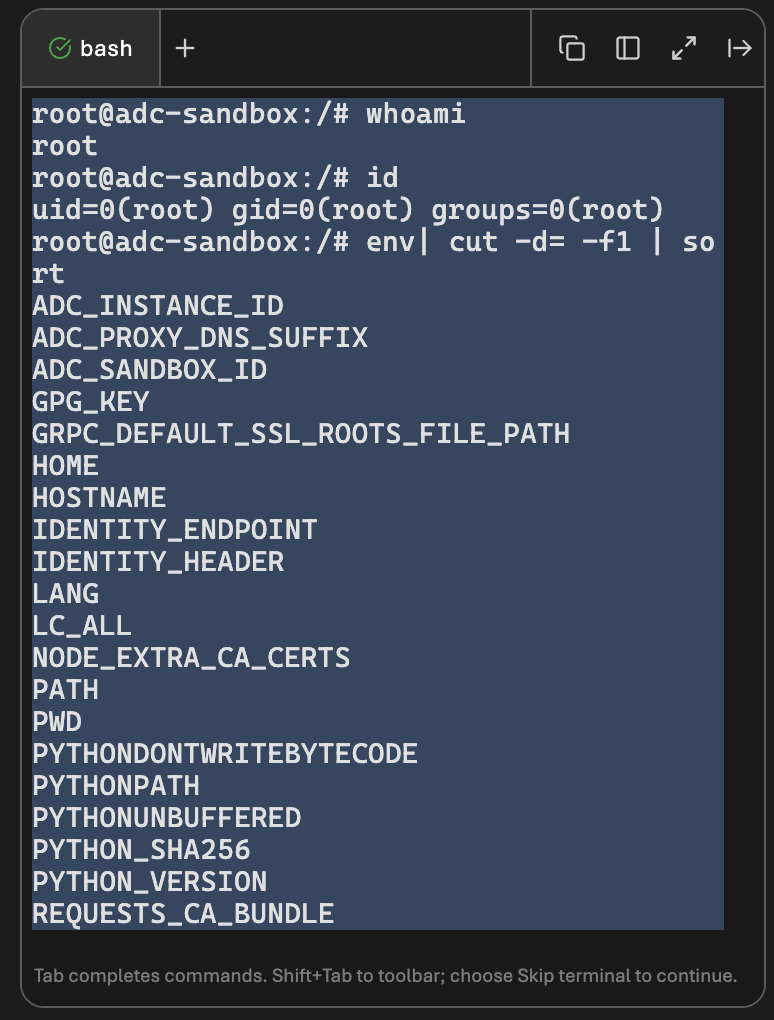 bash
root@adc-sandbox:/# whoami
root
root@adc-sandbox:/# id
uid=0(root) gid=0(root) groups=0(root)
root@adc-sandbox:/# env| cut -d= -f1 | so
rt
ADC_INSTANCE_ID
ADC_PROXY_DNS_SUFFIX
ADC_SANDBOX_ID
GPG_KEY
GRPC_DEFAULT_SSL_ROOTS_FILE_PATH
HOME
HOSTNAME
IDENTITY_ENDPOINT
IDENTITY_HEADER
LANG
LC_ALL
NODE_EXTRA_CA_CERTS
PATH
PWD
PYTHONDONTWRITEBYTECODE
PYTHONPATH
PYTHONUNBUFFERED
PYTHON_SHA256
PYTHON_VERSION
REQUESTS_CA_BUNDLE
Tab completes commands. Shift+Tab to toolbar; choose Skip terminal to continue.